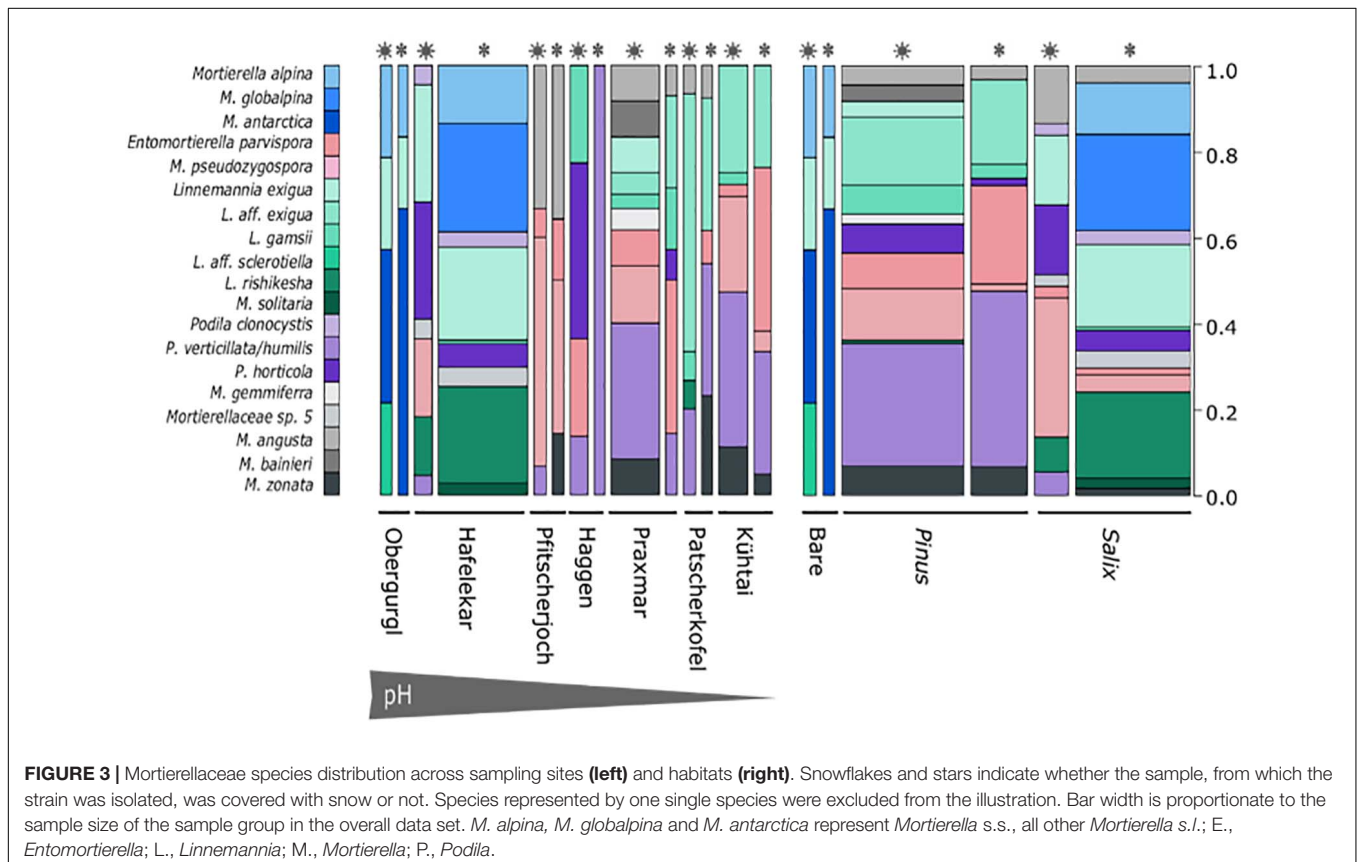 Mortierella alpina
M. globalpina
M. antarctica
Entomortierella parvispora
M. pseudozygospora
Linnemannia exigua
L. aff. exigua
L. gamsii
L. aff. sclerotiella
L. rishikesha
M. solitaria
Podila clonocystis
P. verticillata/humilis
P. horticola
M. gemmiferra
Mortierellaceae sp. 5
M. angusta
M. bainieri
M. zonata
Obergurgl
Hafelekar
Pfitscherjoch
Haggen
Praxmar
Patscherkofel
Kühtai
Bare
Pinus
Salix
1.0
0.8
0.6
0.4
0.2
0.0
pH
FIGURE 3 | Mortierellaceae species distribution across sampling sites (left) and habitats (right). Snowflakes and stars indicate whether the sample, from which the
strain was isolated, was covered with snow or not. Species represented by one single species were excluded from the illustration. Bar width is proportionate to the
sample size of the sample group in the overall data set. M. alpina, M. globalpina and M. antarctica represent Mortierella s.s., all other Mortierella s.l.; E.,
Entomortierella; L., Linnemannia; M., Mortierella; P., Podila.